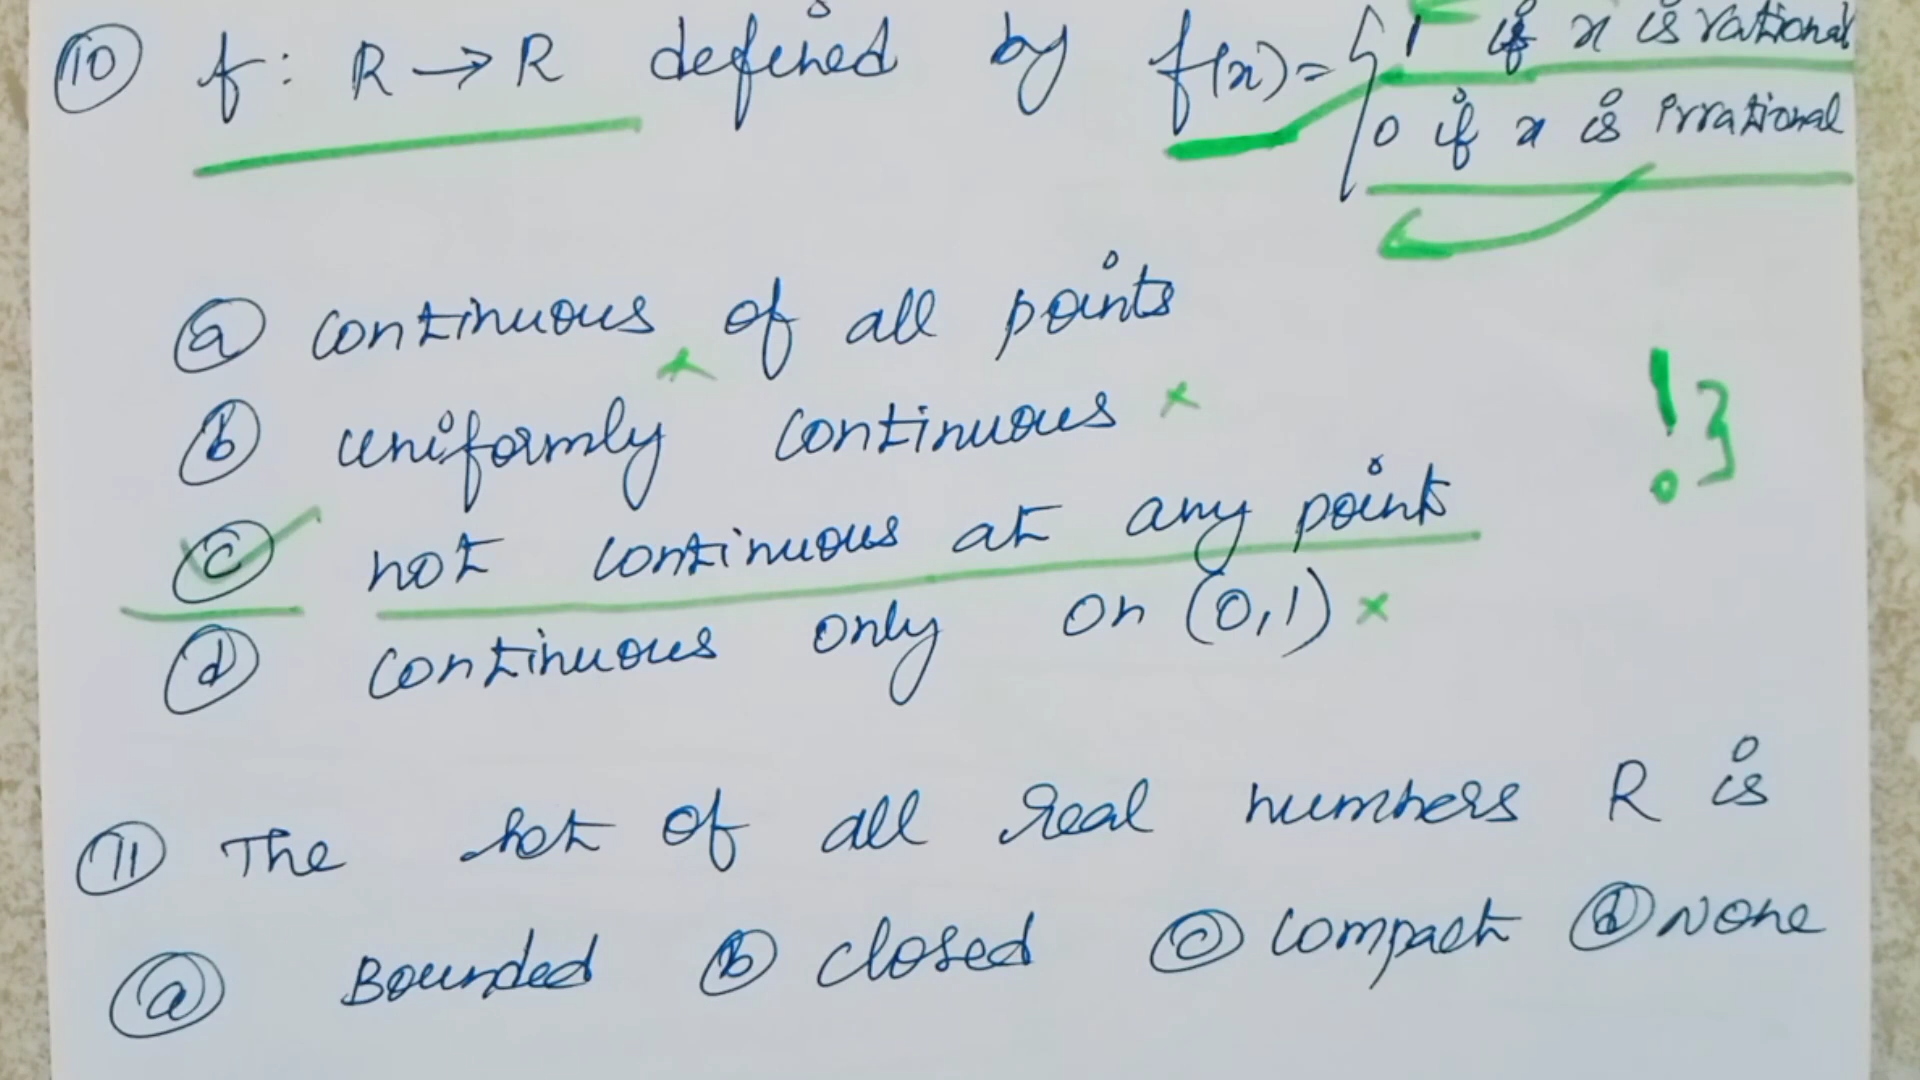 10 f: R → R defined by f(x) = { 1 if x is rational
0 if x is irrational
a continuous of all points
b uniformly continuous ×
c not continuous at any point
d continuous only on (0,1) ×
11 The set of all real numbers R is
a Bounded b closed c compact d None